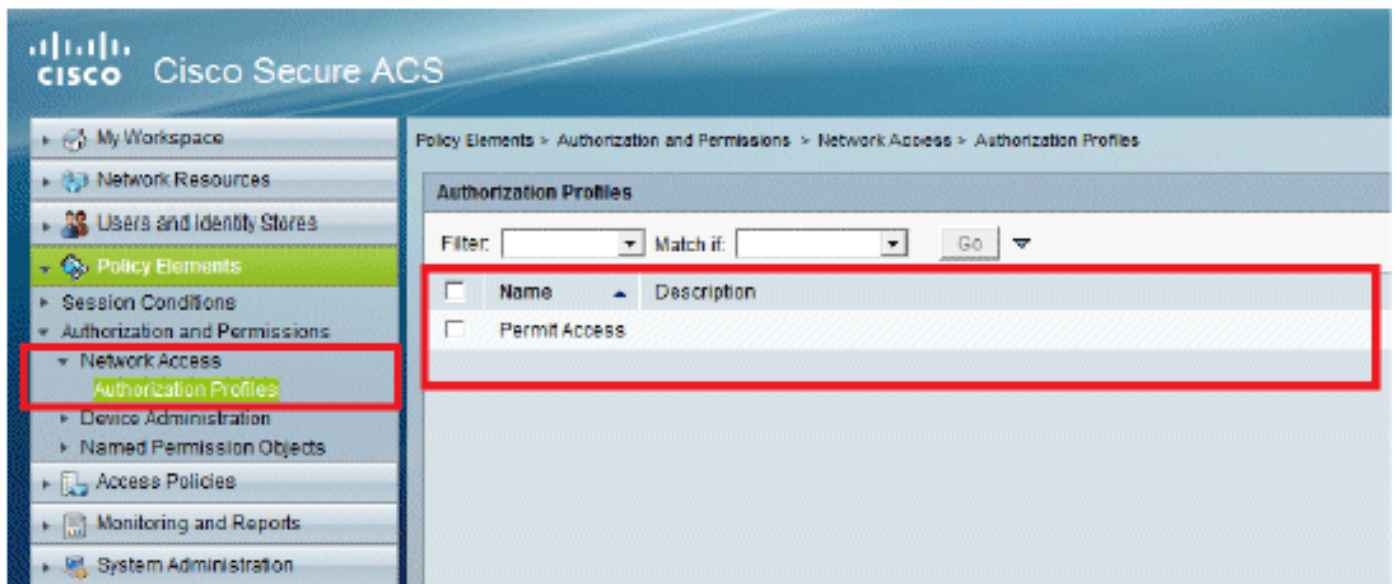 CISCO Cisco Secure ACS
My Workspace
Network Resources
Users and Identity Stores
Policy Elements
Session Conditions
Authorization and Permissions
Network Access
Authorization Profiles
Device Administration
Named Permission Objects
Access Policies
Monitoring and Reports
System Administration
Policy Elements > Authorization and Permissions > Network Access > Authorization Profiles
Authorization Profiles
Filter: Match if: Go
Name Description
Permit Access